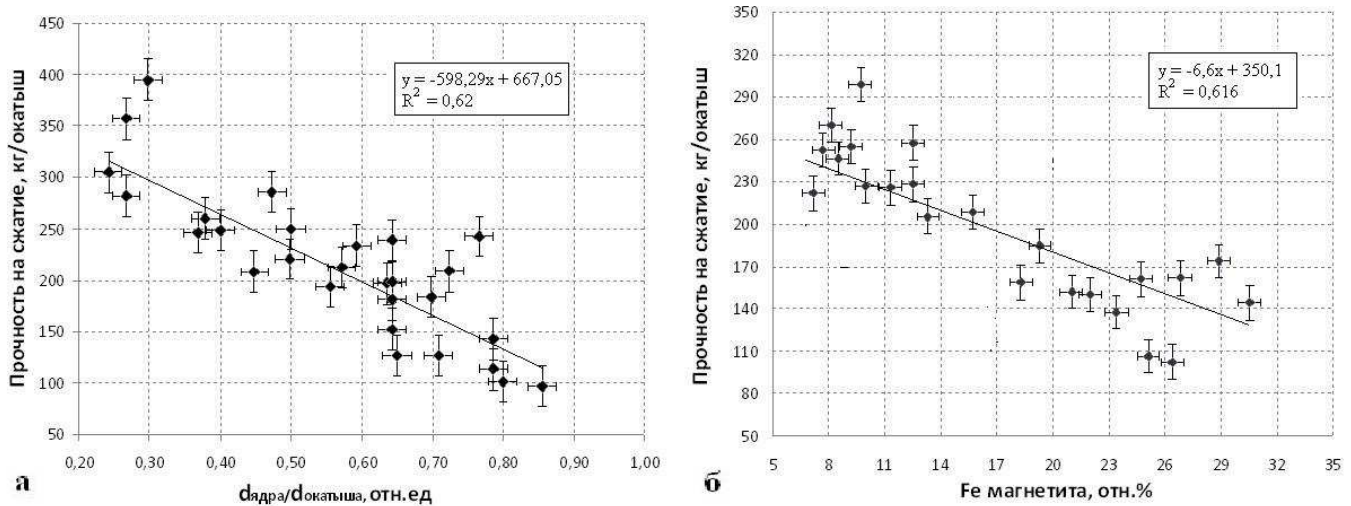 450
400
350
300
250
200
150
100
50
Прочность на сжатие, кг/окатыш
y = -598,29x + 667,05
R² = 0,62
0,20 0,30 0,40 0,50 0,60 0,70 0,80 0,90 1,00
а
dядра/dокатыша, отн.ед
350
320
290
260
230
200
170
140
110
80
50
Прочность на сжатие, кг/окатыш
y = -6,6x + 350,1
R² = 0,616
5 8 11 14 17 20 23 26 29 32 35
б
Fe магнетита, отн.%